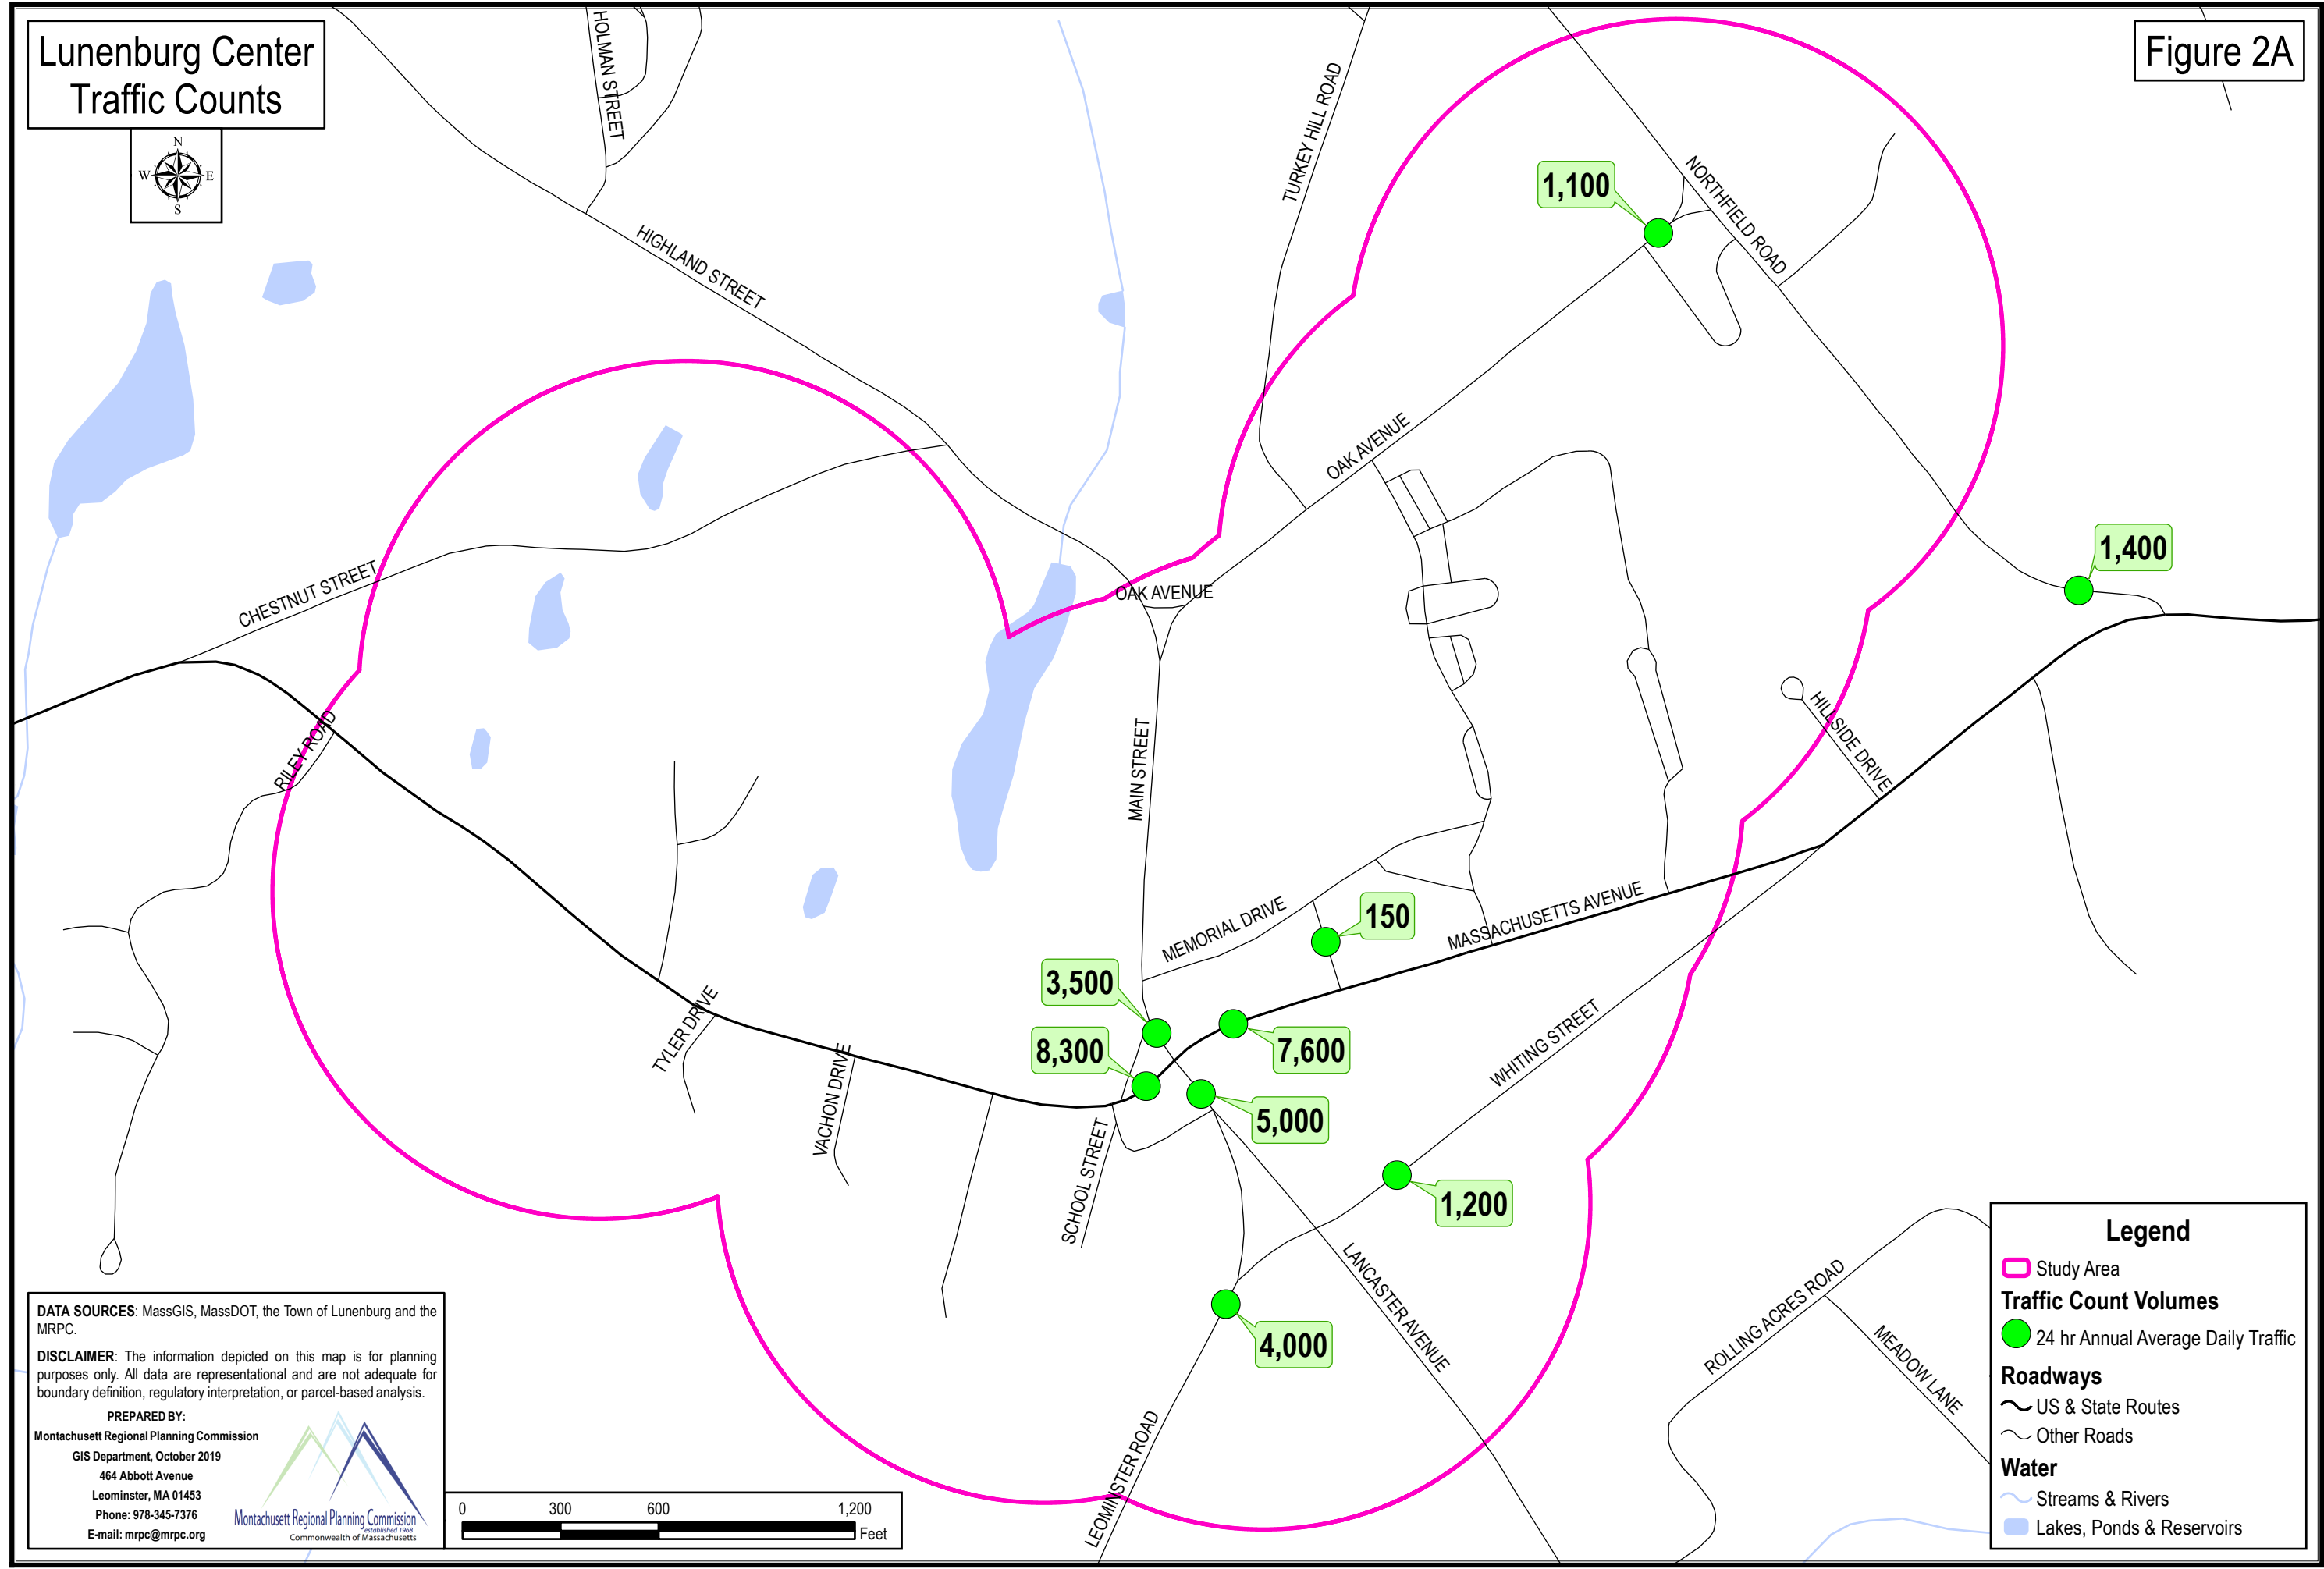 Lunenburg Center
Traffic Counts
Figure 2A
N
W E
S
HOLMAN STREET
TURKEY HILL ROAD
NORTHFIELD ROAD
1,100
HIGHLAND STREET
OAK AVENUE
1,400
CHESTNUT STREET
OAK AVENUE
RILEY ROAD
HILLSIDE DRIVE
MAIN STREET
MEMORIAL DRIVE
150
MASSACHUSETTS AVENUE
3,500
8,300
7,600
TYLER DRIVE
VACHON DRIVE
WHITING STREET
5,000
SCHOOL STREET
1,200
LANCASTER AVENUE
4,000
LEOMINSTER ROAD
ROLLING ACRES ROAD
MEADOW LANE
DATA SOURCES: MassGIS, MassDOT, the Town of Lunenburg and the
MRPC.
DISCLAIMER: The information depicted on this map is for planning
purposes only. All data are representational and are not adequate for
boundary definition, regulatory interpretation, or parcel-based analysis.
PREPARED BY:
Montachusett Regional Planning Commission
GIS Department, October 2019
464 Abbott Avenue
Leominster, MA 01453
Phone: 978-345-7376
E-mail: mrpc@mrpc.org
Montachusett Regional Planning Commission
established 1968
Commonwealth of Massachusetts
0 300 600 1,200
Feet
Legend
Study Area
Traffic Count Volumes
24 hr Annual Average Daily Traffic
Roadways
US & State Routes
Other Roads
Water
Streams & Rivers
Lakes, Ponds & Reservoirs